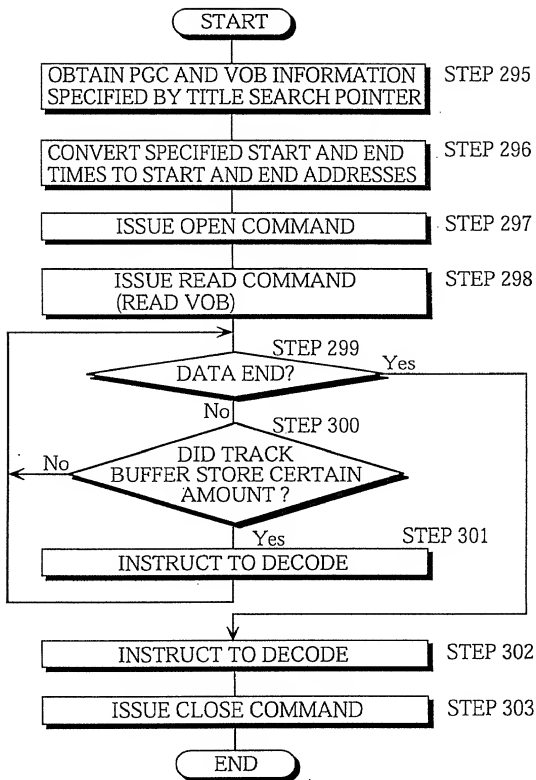 START
OBTAIN PGC AND VOB INFORMATION
SPECIFIED BY TITLE SEARCH POINTER
STEP 295
CONVERT SPECIFIED START AND END
TIMES TO START AND END ADDRESSES
STEP 296
ISSUE OPEN COMMAND
STEP 297
ISSUE READ COMMAND
(READ VOB)
STEP 298
STEP 299
DATA END?
Yes
No
STEP 300
DID TRACK
BUFFER STORE CERTAIN
AMOUNT ?
No
Yes
STEP 301
INSTRUCT TO DECODE
INSTRUCT TO DECODE
STEP 302
ISSUE CLOSE COMMAND
STEP 303
END